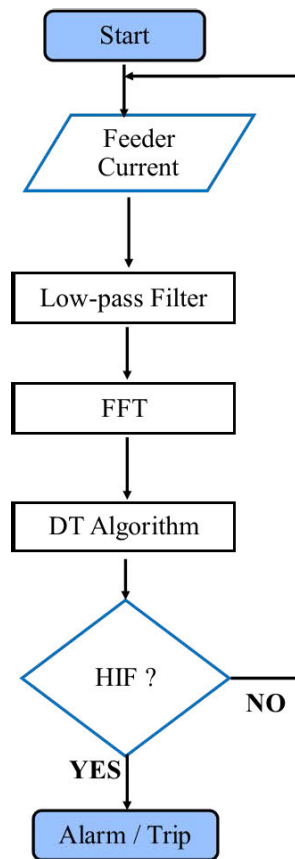 Start
Feeder
Current
Low-pass Filter
FFT
DT Algorithm
HIF ?
NO
YES
Alarm / Trip